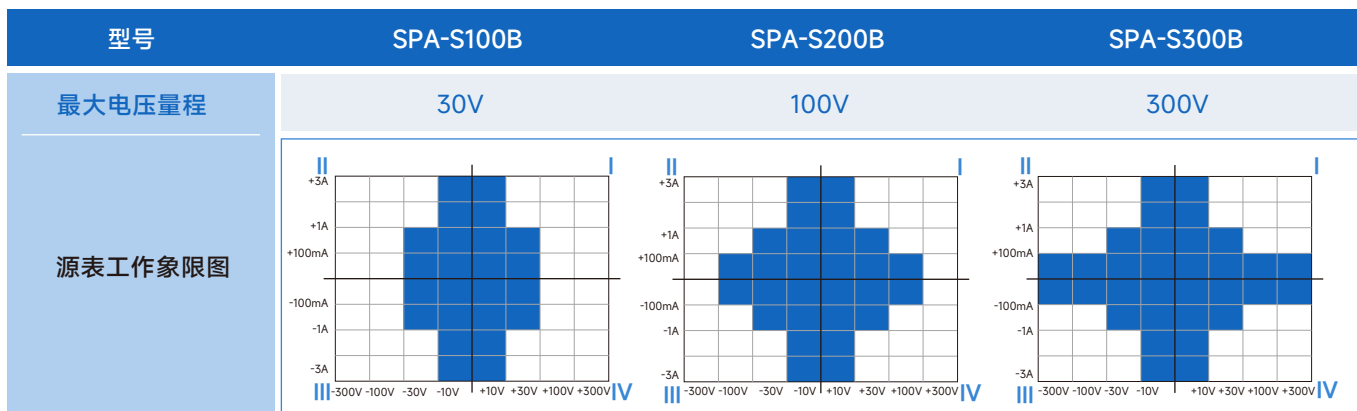 型号 SPA-S100B SPA-S200B SPA-S300B
最大电压量程 30V 100V 300V
源表工作象限图
II I II I II I
+3A +3A +3A
+1A +1A +1A
+100mA +100mA +100mA
-100mA -100mA -100mA
-1A -1A -1A
-3A -3A -3A
III -300V -100V -30V -10V +10V +30V +100V +300V IV III -300V -100V -30V -10V +10V +30V +100V +300V IV III -300V -100V -30V -10V +10V +30V +100V +300V IV